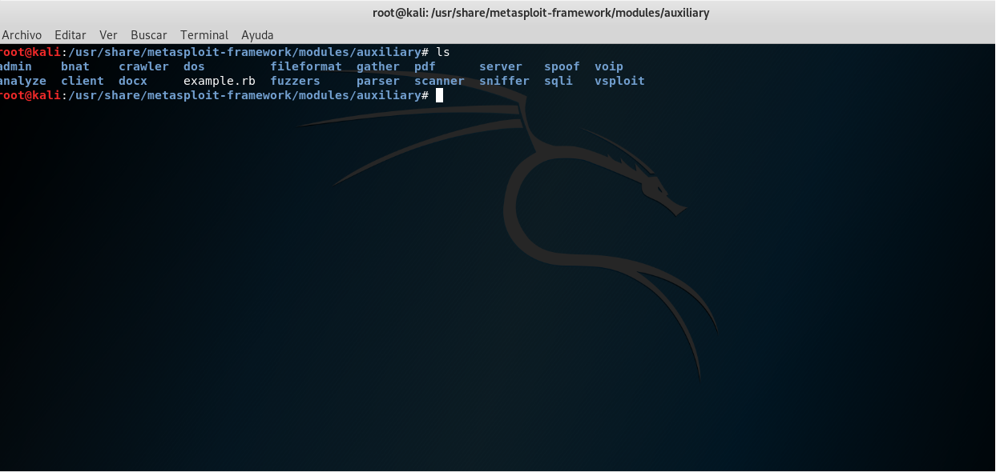 root@kali: /usr/share/metasploit-framework/modules/auxiliary
Archivo Editar Ver Buscar Terminal Ayuda
root@kali:/usr/share/metasploit-framework/modules/auxiliary# ls
admin bnat crawler dos fileformat gather pdf server spoof voip
analyze client docx example.rb fuzzers parser scanner sniffer sqli vsploit
root@kali:/usr/share/metasploit-framework/modules/auxiliary#